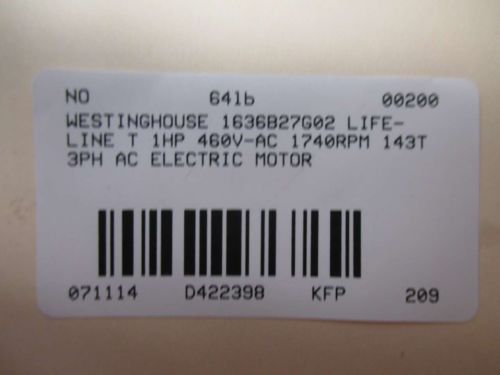 NO 64lb 00200
WESTINGHOUSE 1636B27G02 LIFE-
LINE T 1HP 460V-AC 1740RPM 143T
3PH AC ELECTRIC MOTOR
071114 D422398 KFP 209